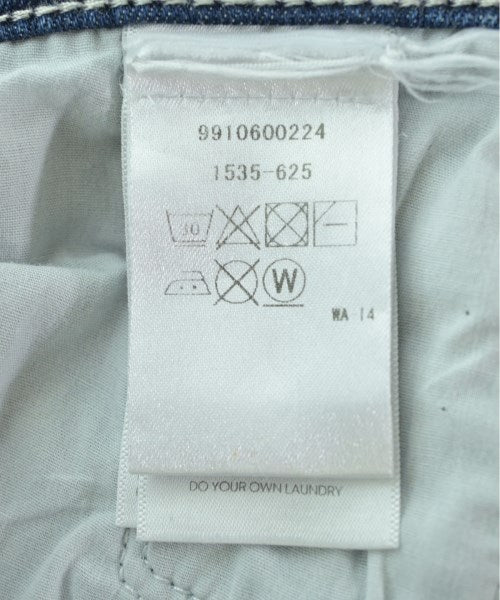 9910600224
1535-625
30
W
WA 14
DO YOUR OWN LAUNDRY